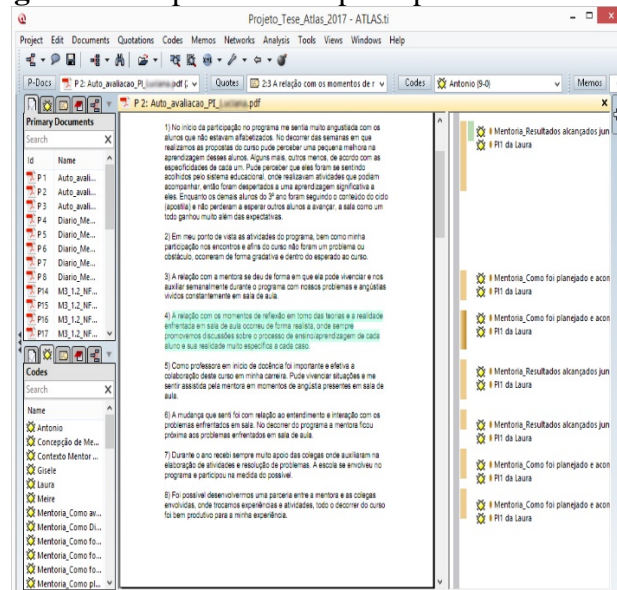 Projeto_Tese_Atlas_2017 - ATLAS.ti
Project Edit Documents Quotations Codes Memos Networks Analysis Tools Views Windows Help
P-Docs P 2: Auto_avaliacao_PI_ .pdf { Quotes 2:3 A relação com os momentos de r Codes Antonio (9-0) Memos
P 2: Auto_avaliacao_PI_ .pdf X
Primary Documents
Search X
Id Name
P 1 Auto_avali...
P 2 Auto_avali...
P 3 Auto_avali...
P 4 Diario_Me...
P 5 Diario_Me...
P 6 Diario_Me...
P 7 Diario_Me...
P 8 Diario_Me...
P14 M3_1.2_NF...
P15 M3_1.2_NF...
P16 M3_1.2_NF...
P17 M3_1.2_NF...
Codes
Search X
Name
Antonio
Concepção de Me...
Contexto Mentor ...
Gisele
Laura
Meire
Mentoria_Como av...
Mentoria_Como Di...
Mentoria_Como fo...
Mentoria_Como fo...
Mentoria_Como fo...
Mentoria_Como pl...
1) No início da participação no programa me sentia muito angustiada com os
alunos que não estavam alfabetizados. No decorrer das semanas em que
realizamos as propostas do curso pude perceber uma pequena melhora na
aprendizagem desses alunos. Alguns mais, outros menos, de acordo com as
especificidades de cada um. Pude perceber que eles foram se sentindo
acolhidos pelo sistema educacional, onde realizavam atividades que podiam
acompanhar, então foram despertados a uma aprendizagem significativa a
eles. Enquanto os demais alunos do 3º ano foram seguindo o conteúdo do ciclo
(apostila) e não perderam a esperar outros alunos a avançar, a sala como um
todo ganhou muito além das expectativas.
2) Em meu ponto de vista as atividades do programa, bem como minha
participação nos encontros e afins do curso não foram um problema ou
obstáculo, ocorreram de forma gradativa e dentro do esperado ao curso.
3) A relação com a mentora se deu de forma em que ela pode vivenciar e nos
auxiliar semanalmente durante o programa com nossos problemas e angústias
vividos constantemente em sala de aula.
4) A relação com os momentos de reflexão em torno das teorias e a realidade
enfrentada em sala de aula ocorreu de forma realista, onde sempre
promovemos discussões sobre o processo de ensino/aprendizagem de cada
aluno e sua realidade muito específica a cada caso.
5) Como professora em início de docência foi importante e efetiva a
colaboração deste curso em minha carreira. Pude vivenciar situações e me
sentir assistida pela mentora em momentos de angústia presentes em sala de
aula.
6) A mudança que senti foi com relação ao entendimento e interação com os
problemas enfrentados em sala. No decorrer do programa a mentora ficou
próxima aos problemas enfrentados em sala de aula.
7) Durante o ano recebi sempre muito apoio das colegas onde auxiliaram na
elaboração de atividades e resolução de problemas. A escola se envolveu no
programa e participou na medida do possível.
8) Foi possível desenvolvermos uma parceria entre a mentora e as colegas
envolvidas, onde trocamos experiências e atividades, todo o decorrer do curso
foi bem produtivo para a minha experiência.
Mentoria_Resultados alcançados jun
PI1 da Laura
Mentoria_Como foi planejado e acon
PI1 da Laura
Mentoria_Como foi planejado e acon
PI1 da Laura
Mentoria_Resultados alcançados jun
PI1 da Laura
Mentoria_Resultados alcançados jun
PI1 da Laura
Mentoria_Como foi planejado e acon
PI1 da Laura
Mentoria_Como foi planejado e acon
PI1 da Laura